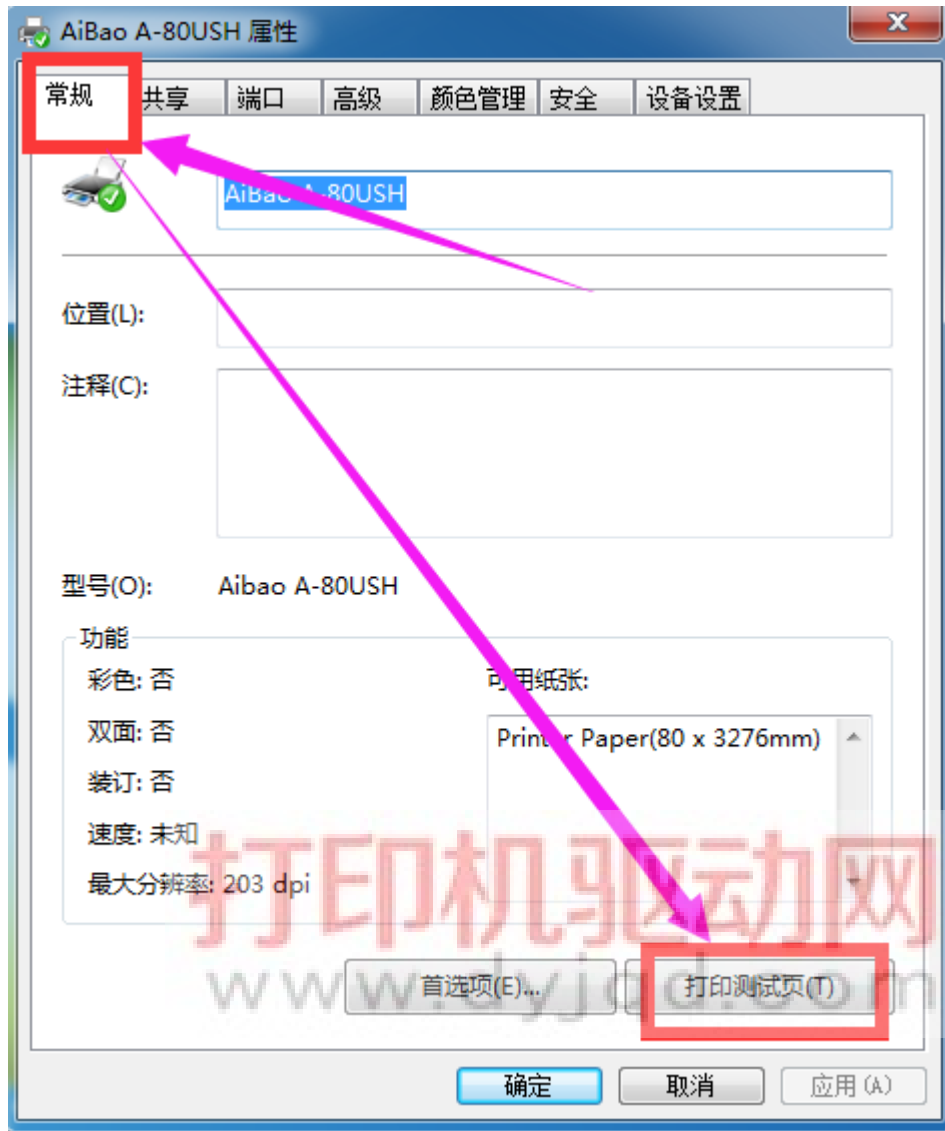 AiBao A-80USH 属性
常规 共享 端口 高级 颜色管理 安全 设备设置
AiBao A-80USH
位置(L):
注释(C):
型号(O): Aibao A-80USH
功能
彩色: 否 可用纸张:
双面: 否 Printer Paper(80 x 3276mm)
装订: 否
速度: 未知
最大分辨率: 203 dpi
打印机驱动网
www.dyjqd.com
首选项(E)... 打印测试页(T)
确定 取消 应用(A)